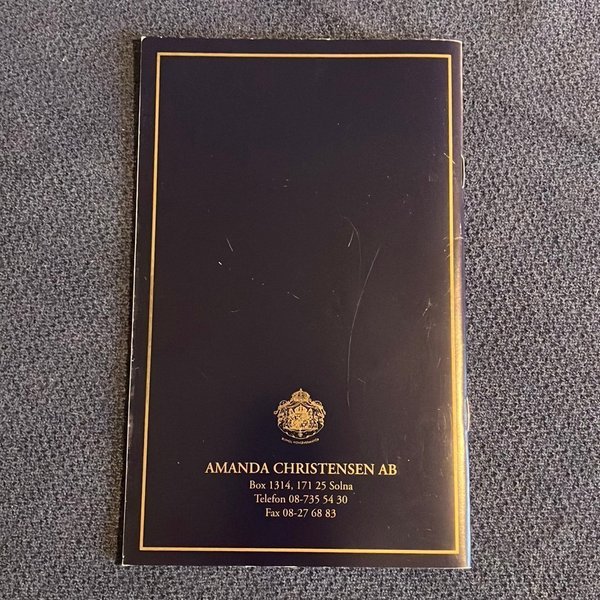 AMANDA CHRISTENSEN AB
Box 1314, 171 25 Solna
Telefon 08-735 54 30
Fax 08-27 68 83